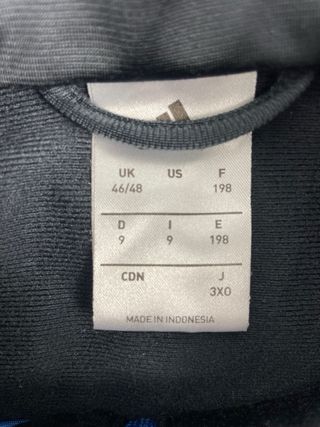 UK US F
46/48 198
D I E
9 9 198
CDN J
3XO
MADE IN INDONESIA